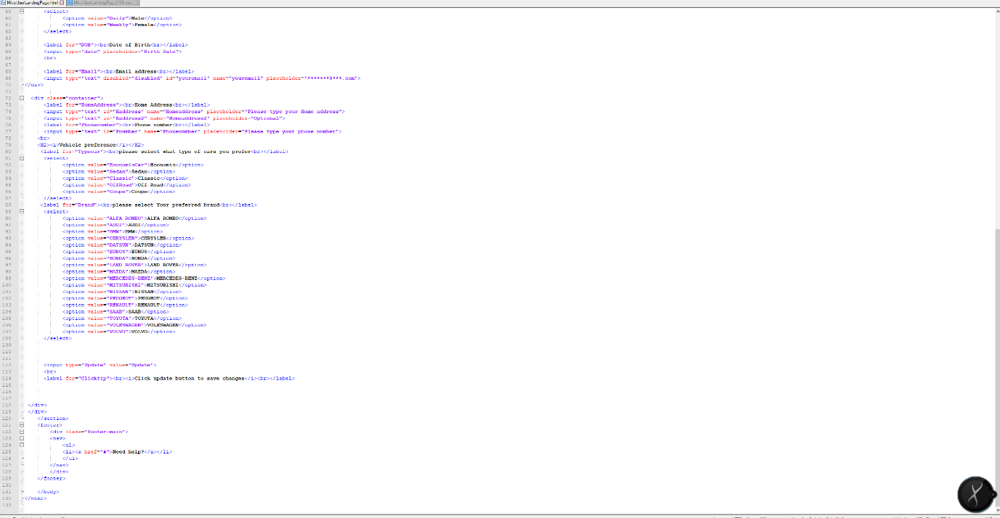 MikeUserLandingPage.html MikeUserLandingPageCSS.css
59 <select>
60 <option value="Daily">Male</option>
61 <option value="Weekly">Female</option>
62 </select>
63
64 <label for="DOB"><br>Date of Birth<br></label>
65 <input type="date" placeholder="Birth Date">
66 <br>
67
68 <label for="Email"><br>Email address<br></label>
69 <input type="text" disabled="disabled" id="youremail" name="youremail" placeholder="*******@***.com">
70 </div>
71
72 <div class="container">
73 <label for="HomeAddress"><br>Home Address<br></label>
74 <input type="text" id="Haddress" name="Homeaddress" placeholder="Please type your Home address">
75 <input type="text" id="Haddress2" name="Homeaddress2" placeholder="Optional">
76 <label for="Phonenumber"><br>Phone number<br></label>
77 <input type="text" id="Pnumber" name="Phonenumber" placeholder="Please type your phone number">
78 <br>
79 <H2><i>Vehicle preference</i></H2>
80 <label for="Typecar"><br>please select what type of cars you prefer<br></label>
81 <select>
82 <option value="EconomicCar">Economic</option>
83 <option value="Sedan">Sedan</option>
84 <option value="Classic">Classic</option>
85 <option value="OffRoad">Off-Road</option>
86 <option value="Coupe">Coupe</option>
87 </select>
88 <label for="Brand"><br>please select Your preferred brand<br></label>
89 <select>
90 <option value="ALFA ROMEO">ALFA ROMEO</option>
91 <option value="AUDI">AUDI</option>
92 <option value="BMW">BMW</option>
93 <option value="CHRYSLER">CHRYSLER</option>
94 <option value="DATSUN">DATSUN</option>
95 <option value="EUNOS">EUNOS</option>
96 <option value="HONDA">HONDA</option>
97 <option value="LAND ROVER">LAND ROVER</option>
98 <option value="MAZDA">MAZDA</option>
99 <option value="MERCEDES-BENZ">MERCEDES-BENZ</option>
100 <option value="MITSUBISHI">MITSUBISHI</option>
101 <option value="NISSAN">NISSAN</option>
102 <option value="PEUGEOT">PEUGEOT</option>
103 <option value="RENAULT">RENAULT</option>
104 <option value="SAAB">SAAB</option>
105 <option value="TOYOTA">TOYOTA</option>
106 <option value="VOLKSWAGEN">VOLKSWAGEN</option>
107 <option value="VOLVO">VOLVO</option>
108 </select>
109
110
111
112 <input type="Update" value="Update">
113 <br>
114 <label for="Clicktip"><br><i>Click update button to save changes</i><br></label>
115
116
117
118 </div>
119 </div>
120 </section>
121 <footer>
122 <div class="footer-main">
123 <nav>
124 <ul>
125 <li><a href="#">Need help?</a></li>
126 </ul>
127 </nav>
128 </div>
129 </footer>
130
131 </body>
132 </html>
133